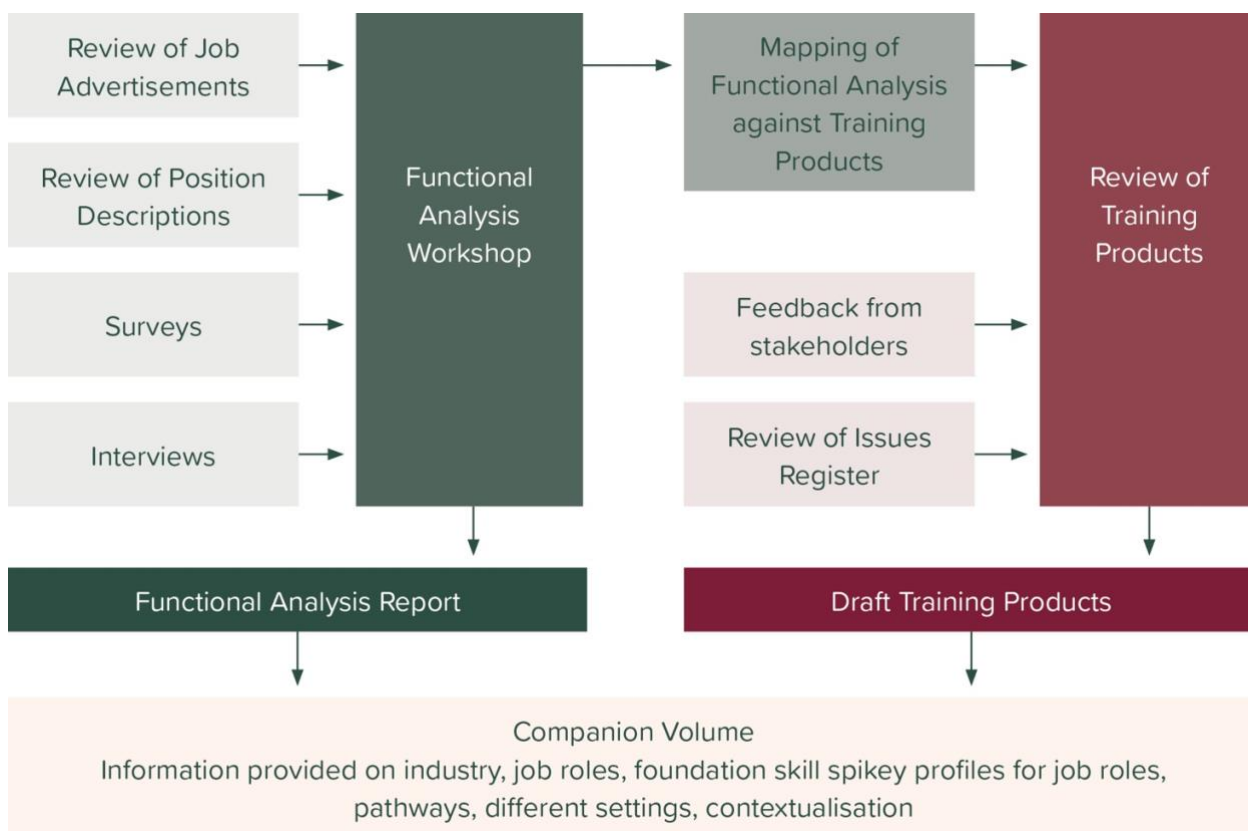 Review of Job
Advertisements
Review of Position
Descriptions
Surveys
Interviews
Functional
Analysis
Workshop
Mapping of
Functional Analysis
against Training
Products
Feedback from
stakeholders
Review of Issues
Register
Review of
Training
Products
Functional Analysis Report
Draft Training Products
Companion Volume
Information provided on industry, job roles, foundation skill spikey profiles for job roles,
pathways, different settings, contextualisation